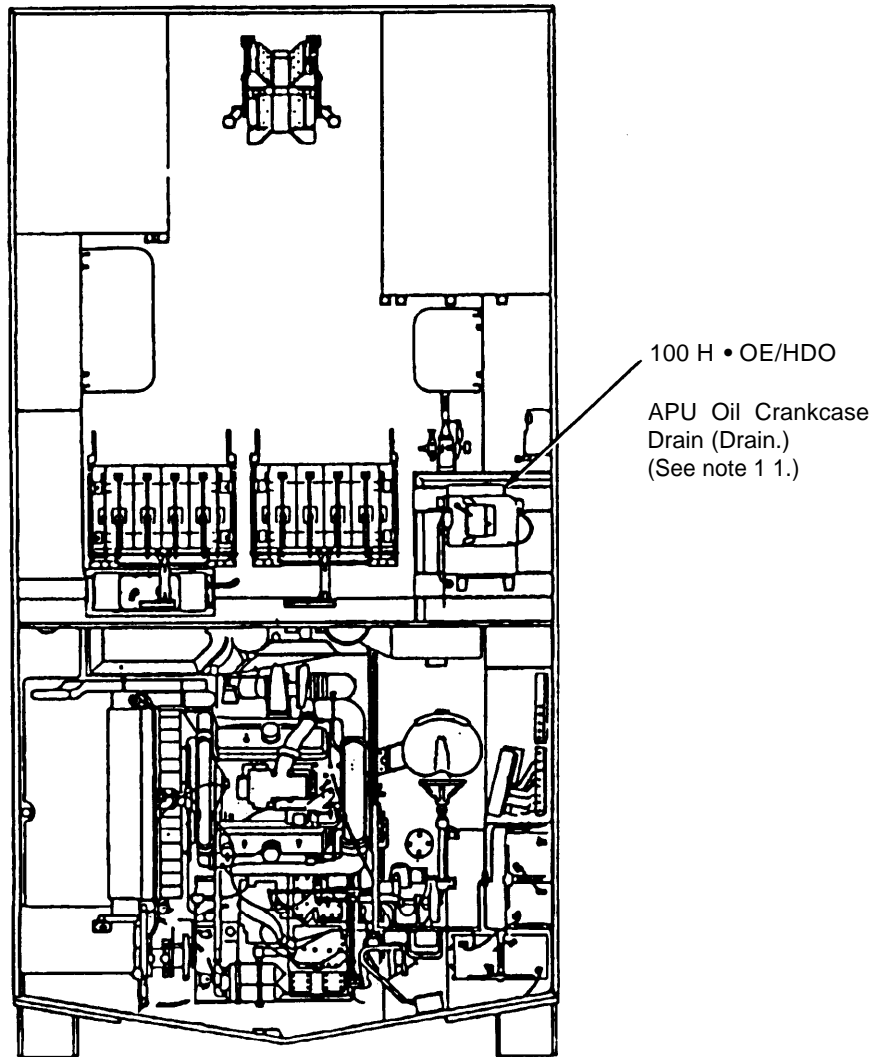 100 H • OE/HDO
APU Oil Crankcase
Drain (Drain.)
(See note 1 1.)